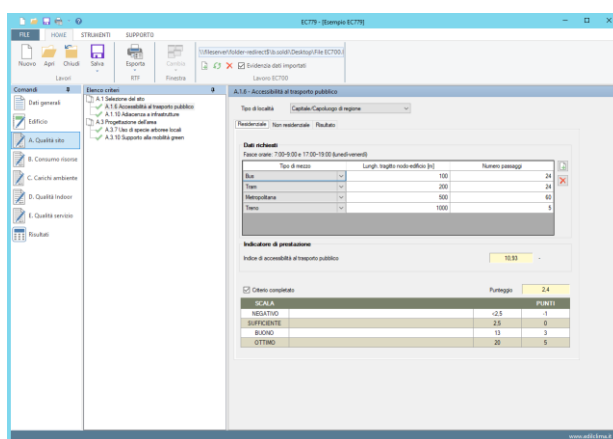 EC779 - [Esempio EC779]
FILE HOME STRUMENTI SUPPORTO
Nuovo Apri Chiudi Salva Esporta Cambia
Evidenzia dati importati
Lavori RTF Finestra Lavoro EC700
Comandi
Elenco criteri
A.1.6 - Accessibilità al trasporto pubblico
Dati generali
Edificio
A. Qualità sito
B. Consumo risorse
C. Carichi ambiente
D. Qualità Indoor
E. Qualità servizio
Risultati
A.1 Selezione del sito
A.1.6 Accessibilità al trasporto pubblico
A.1.10 Adiacenza a infrastrutture
A.3 Progettazione dell'area
A.3.7 Uso di specie arboree locali
A.3.10 Supporto alla mobilità green
Tipo di località Capitale/Capoluogo di regione
Residenziale Non residenziale Risultato
Dati richiesti
Fasce orarie: 7:00-9:00 e 17:00-19:00 (lunedì-venerdì)
Tipo di mezzo Lungh. tragitto nodo-edificio [m] Numero passaggi
Bus 100 24
Tram 200 24
Metropolitana 500 60
Treno 1000 5
Indicatore di prestazione
Indice di accessibilità al trasporto pubblico 10,93 -
Criterio completato Punteggio 2,4
SCALA PUNTI
NEGATIVO <2,5 -1
SUFFICIENTE 2,5 0
BUONO 13 3
OTTIMO 20 5
www.edilclima.it